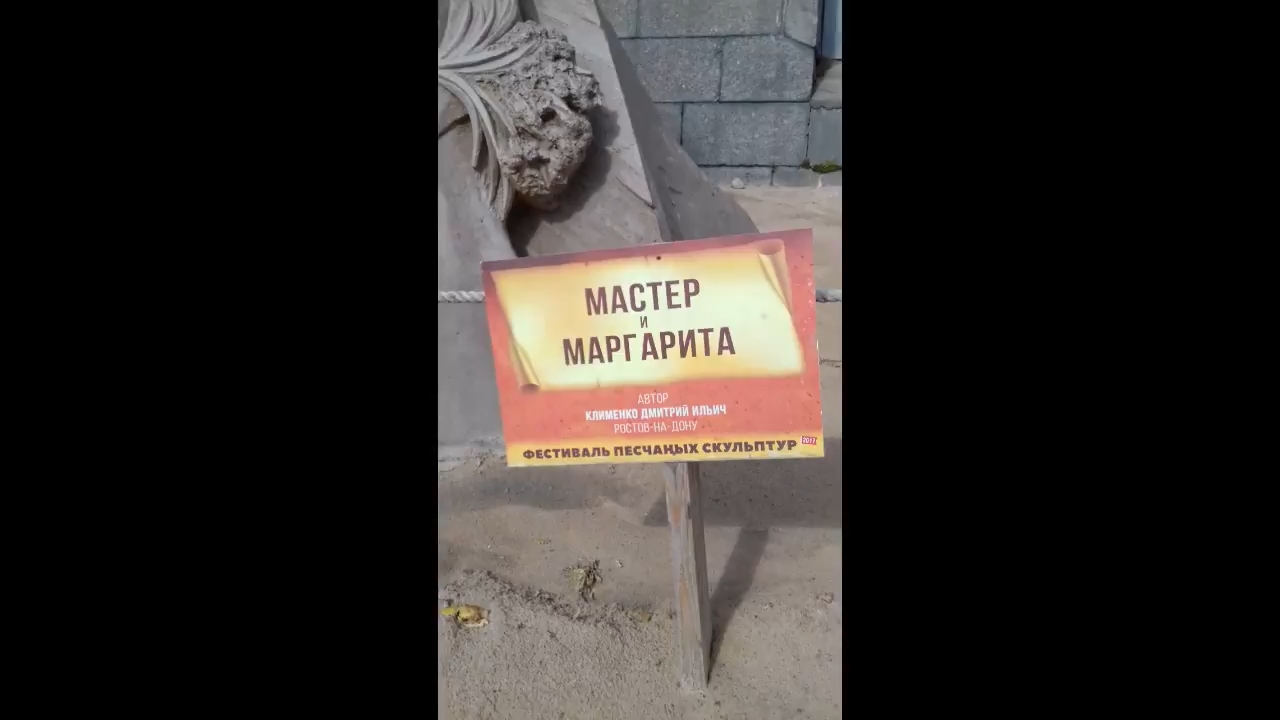 МАСТЕР
И
МАРГАРИТА
АВТОР
КЛИМЕНКО ДМИТРИЙ ИЛЬИЧ
РОСТОВ-НА-ДОНУ
ФЕСТИВАЛЬ ПЕСЧАНЫХ СКУЛЬПТУР 2017